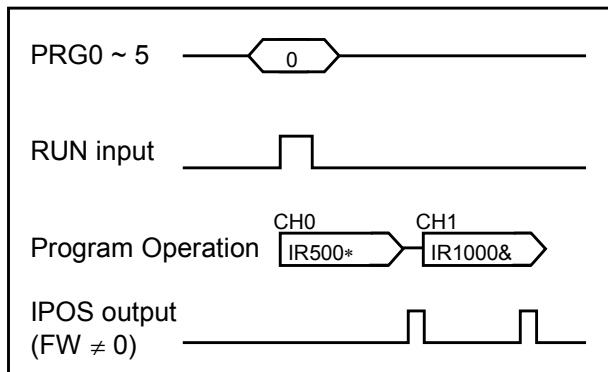 PRG0 ~ 5
0
RUN input
CH0
CH1
Program Operation
IR500*
IR1000&
IPOS output
(FW ≠ 0)